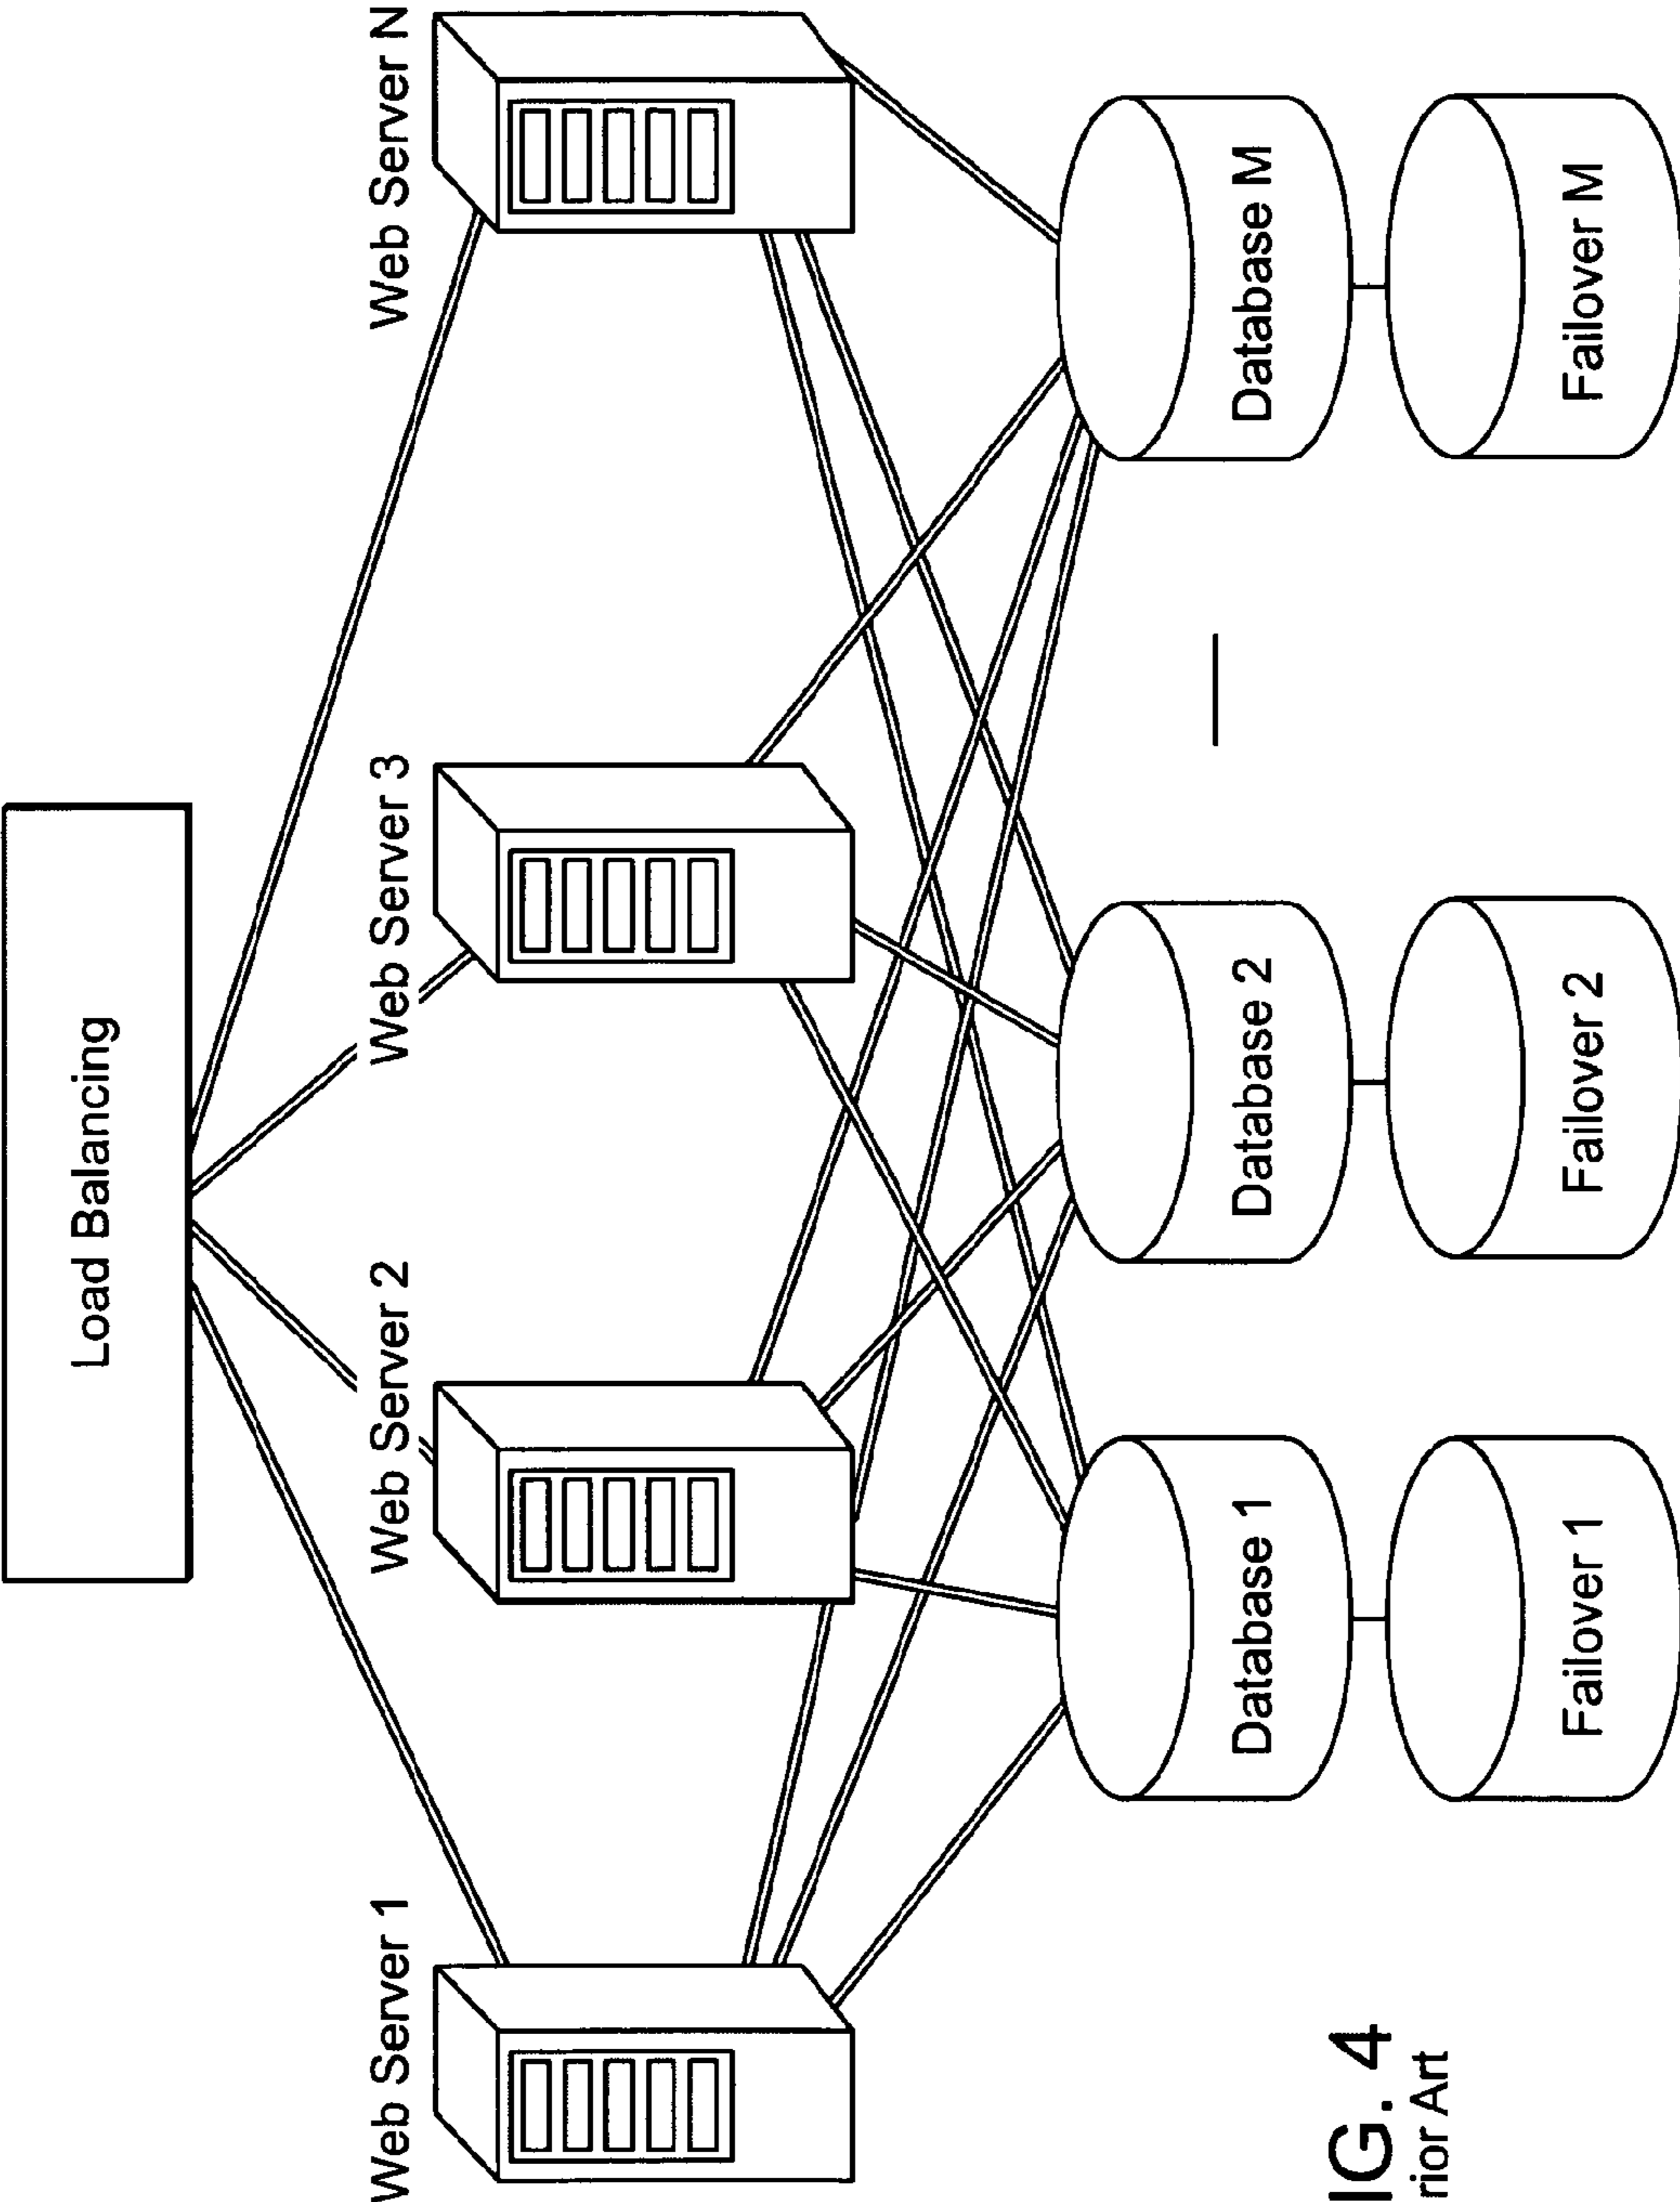 Load Balancing
Web Server 1
Web Server 2
Web Server 3
Web Server N
Database 1
Database 2
Database M
Failover 1
Failover 2
Failover M
IG. 4
rior Art